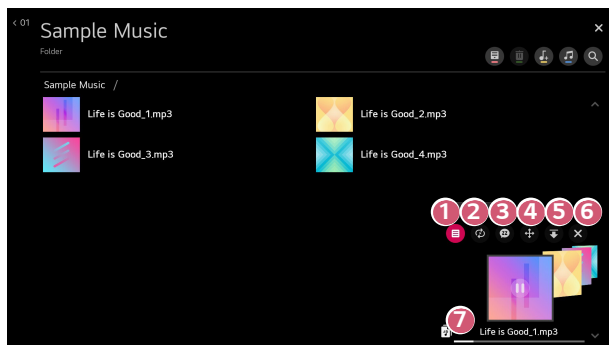 < 01
Sample Music
Folder
Sample Music /
Life is Good_1.mp3
Life is Good_2.mp3
Life is Good_3.mp3
Life is Good_4.mp3
1 2 3 4 5 6
7
Life is Good_1.mp3